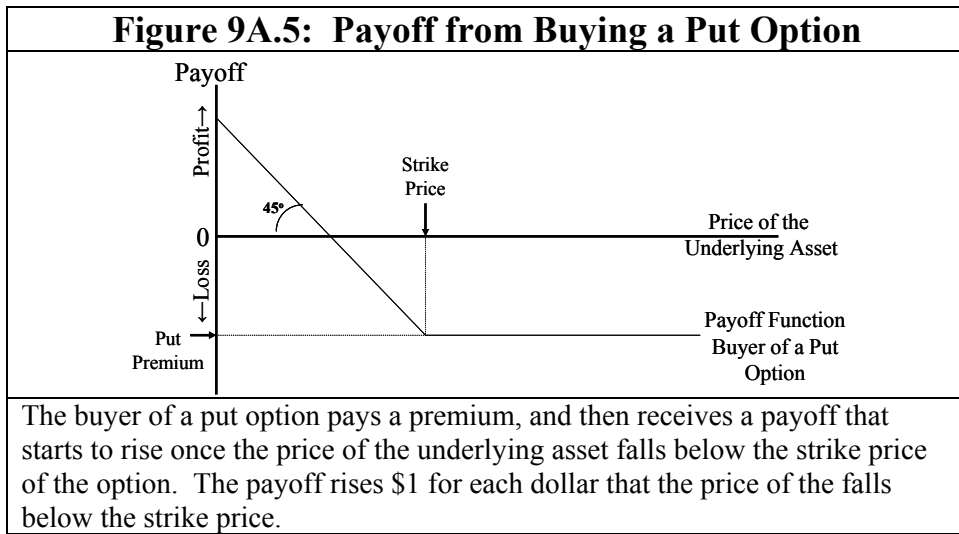 Figure 9A.5: Payoff from Buying a Put Option
Payoff
←Loss Profit→
Strike
Price
45º
0
Price of the
Underlying Asset
Put
Premium
Payoff Function
Buyer of a Put
Option
The buyer of a put option pays a premium, and then receives a payoff that
starts to rise once the price of the underlying asset falls below the strike price
of the option. The payoff rises $1 for each dollar that the price of the falls
below the strike price.